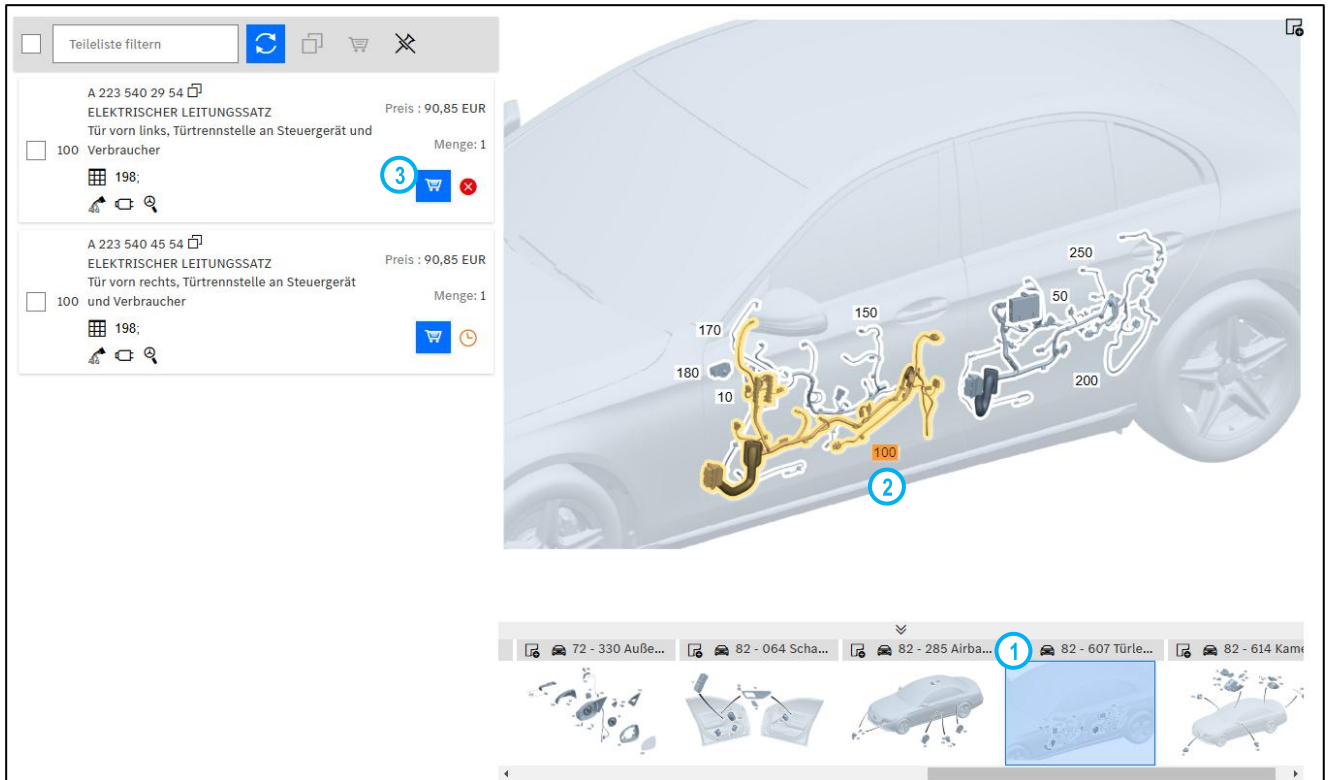 Teileliste filtern
A 223 540 29 54
ELEKTRISCHER LEITUNGSSATZ
Preis : 90,85 EUR
Tür vorn links, Türtrennstelle an Steuergerät und
100 Verbraucher
Menge: 1
198;
3
A 223 540 45 54
ELEKTRISCHER LEITUNGSSATZ
Preis : 90,85 EUR
Tür vorn rechts, Türtrennstelle an Steuergerät
100 und Verbraucher
Menge: 1
198;
250
50
150
170
180
10
200
100
2
1
72 - 330 Auße...
82 - 064 Scha...
82 - 285 Airba...
82 - 607 Türle...
82 - 614 Kame